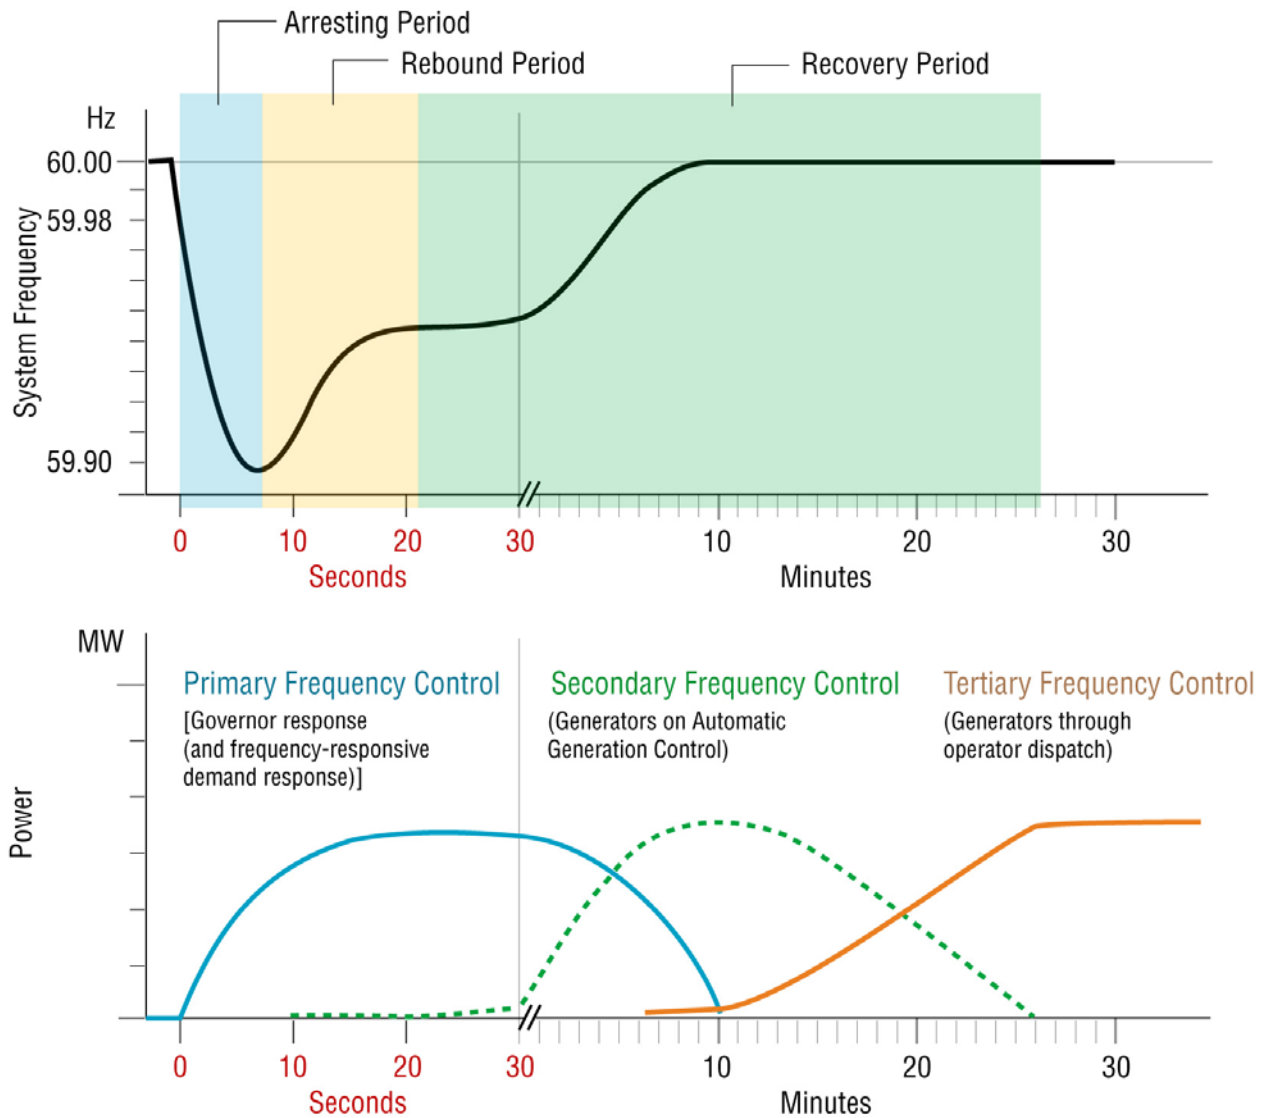 Arresting Period
Rebound Period
Recovery Period
Hz
60.00
59.98
59.90
System Frequency
0 10 20 30 10 20 30
Seconds Minutes
MW
Primary Frequency Control
[Governor response
(and frequency-responsive
demand response)]
Secondary Frequency Control
(Generators on Automatic
Generation Control)
Tertiary Frequency Control
(Generators through
operator dispatch)
Power
0 10 20 30 10 20 30
Seconds Minutes